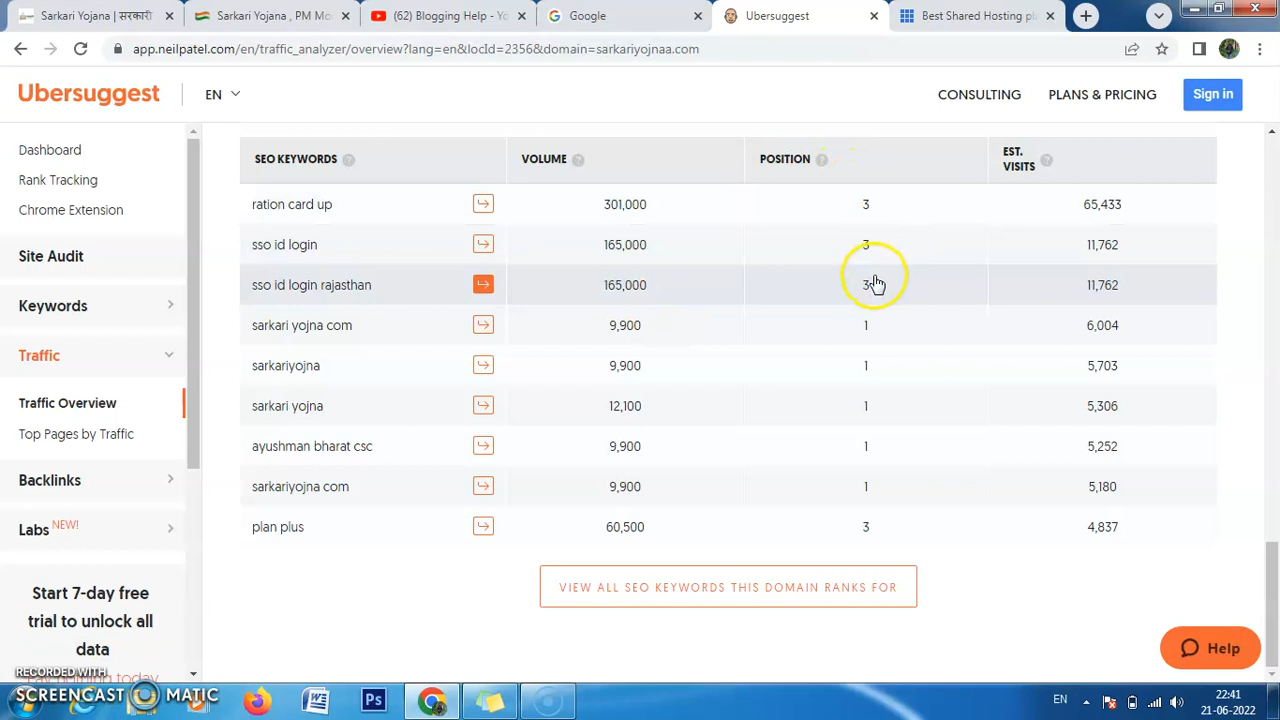 Sarkari Yojana | सरकारी
Sarkari Yojana , PM Mo
(62) Blogging Help - Yo
Google
Ubersuggest
Best Shared Hosting pl
app.neilpatel.com/en/traffic_analyzer/overview?lang=en&locId=2356&domain=sarkariyojnaa.com
Ubersuggest
EN
CONSULTING
PLANS & PRICING
Sign in
Dashboard
Rank Tracking
Chrome Extension
Site Audit
Keywords
Traffic
Traffic Overview
Top Pages by Traffic
Backlinks
Labs NEW!
Start 7-day free
trial to unlock all
data
SEO KEYWORDS ? VOLUME ? POSITION ? EST. VISITS ?
ration card up 301,000 3 65,433
sso id login 165,000 3 11,762
sso id login rajasthan 165,000 3 11,762
sarkari yojna com 9,900 1 6,004
sarkariyojna 9,900 1 5,703
sarkari yojna 12,100 1 5,306
ayushman bharat csc 9,900 1 5,252
sarkariyojna com 9,900 1 5,180
plan plus 60,500 3 4,837
VIEW ALL SEO KEYWORDS THIS DOMAIN RANKS FOR
Help
RECORDED WITH
SCREENCAST MATIC
Ps
EN
22:41
21-06-2022